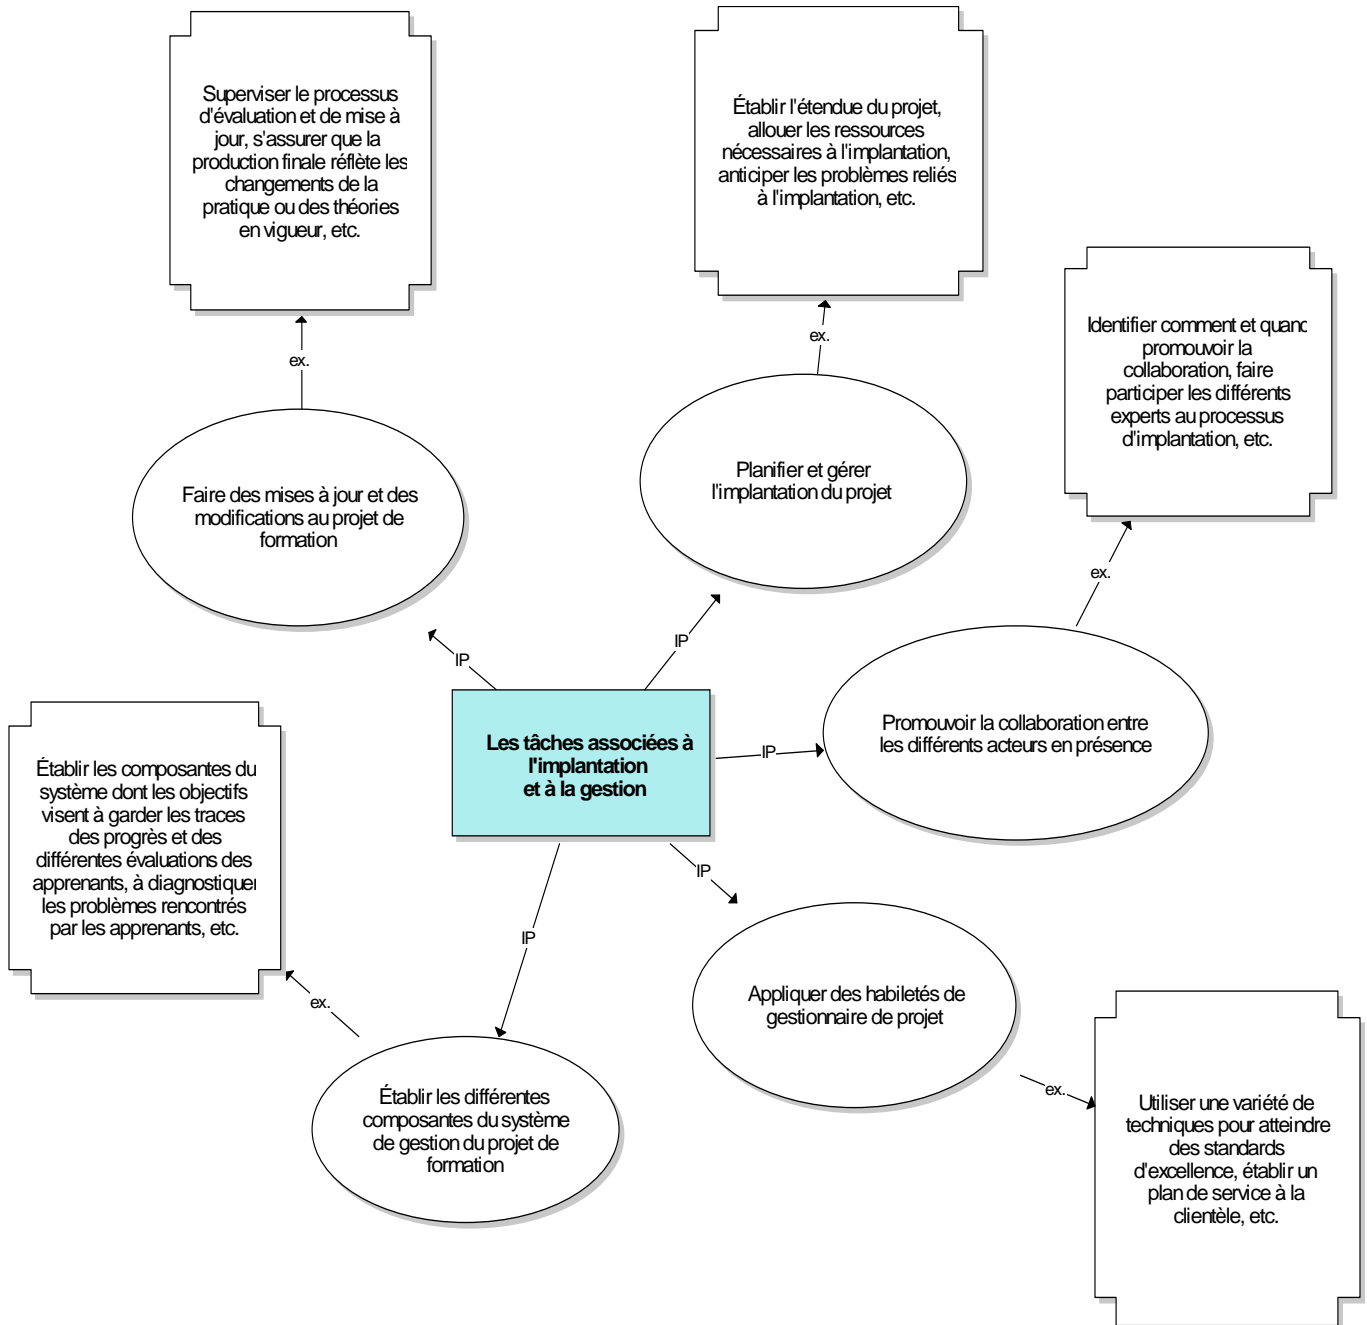 Superviser le processus
d'évaluation et de mise à
jour, s'assurer que la
production finale réflète les
changements de la
pratique ou des théories
en vigueur, etc.
Établir l'étendue du projet,
allouer les ressources
nécessaires à l'implantation,
anticiper les problèmes reliés
à l'implantation, etc.
Identifier comment et quand
promouvoir la
collaboration, faire
participer les différents
experts au processus
d'implantation, etc.
ex.
ex.
ex.
Faire des mises à jour et des
modifications au projet de
formation
Planifier et gérer
l'implantation du projet
Promouvoir la collaboration entre
les différents acteurs en présence
IP
IP
IP
Les tâches associées à
l'implantation
et à la gestion
Établir les composantes du
système dont les objectifs
visent à garder les traces
des progrès et des
différentes évaluations des
apprenants, à diagnostiquer
les problèmes rencontrés
par les apprenants, etc.
IP
IP
ex.
Appliquer des habiletés de
gestionnaire de projet
ex.
Établir les différentes
composantes du système
de gestion du projet de
formation
Utiliser une variété de
techniques pour atteindre
des standards
d'excellence, établir un
plan de service à la
clientèle, etc.